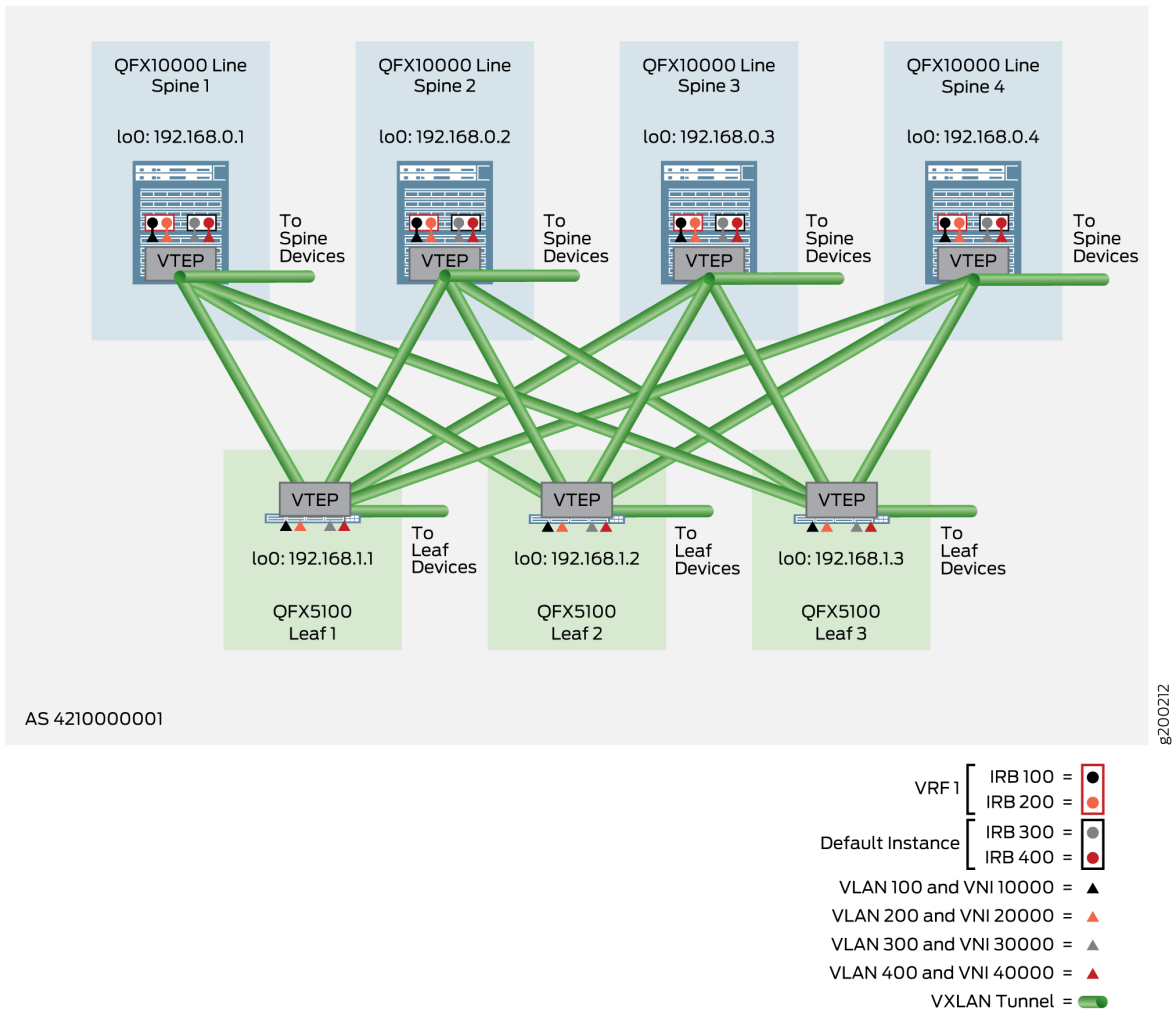 QFX10000 Line
Spine 1
QFX10000 Line
Spine 2
QFX10000 Line
Spine 3
QFX10000 Line
Spine 4
lo0: 192.168.0.1
lo0: 192.168.0.2
lo0: 192.168.0.3
lo0: 192.168.0.4
To
Spine
Devices
To
Spine
Devices
To
Spine
Devices
To
Spine
Devices
VTEP
VTEP
VTEP
VTEP
VTEP
VTEP
VTEP
To
Leaf
Devices
To
Leaf
Devices
To
Leaf
Devices
lo0: 192.168.1.1
lo0: 192.168.1.2
lo0: 192.168.1.3
QFX5100
Leaf 1
QFX5100
Leaf 2
QFX5100
Leaf 3
AS 4210000001
g200212
VRF 1
IRB 100 =
IRB 200 =
Default Instance
IRB 300 =
IRB 400 =
VLAN 100 and VNI 10000 =
VLAN 200 and VNI 20000 =
VLAN 300 and VNI 30000 =
VLAN 400 and VNI 40000 =
VXLAN Tunnel =